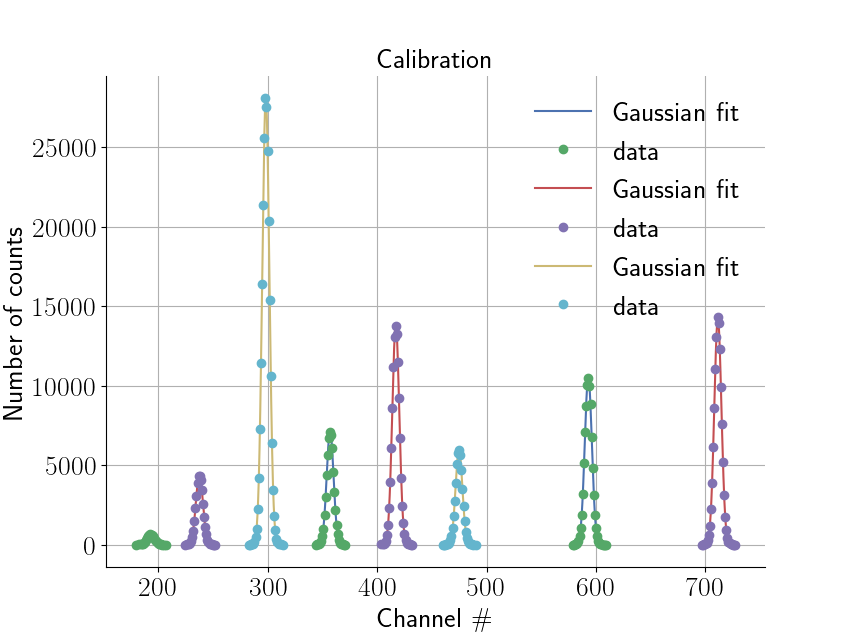 Calibration
Gaussian fit
data
Gaussian fit
data
Gaussian fit
data
Number of counts
25000
20000
15000
10000
5000
0
200 300 400 500 600 700
Channel #